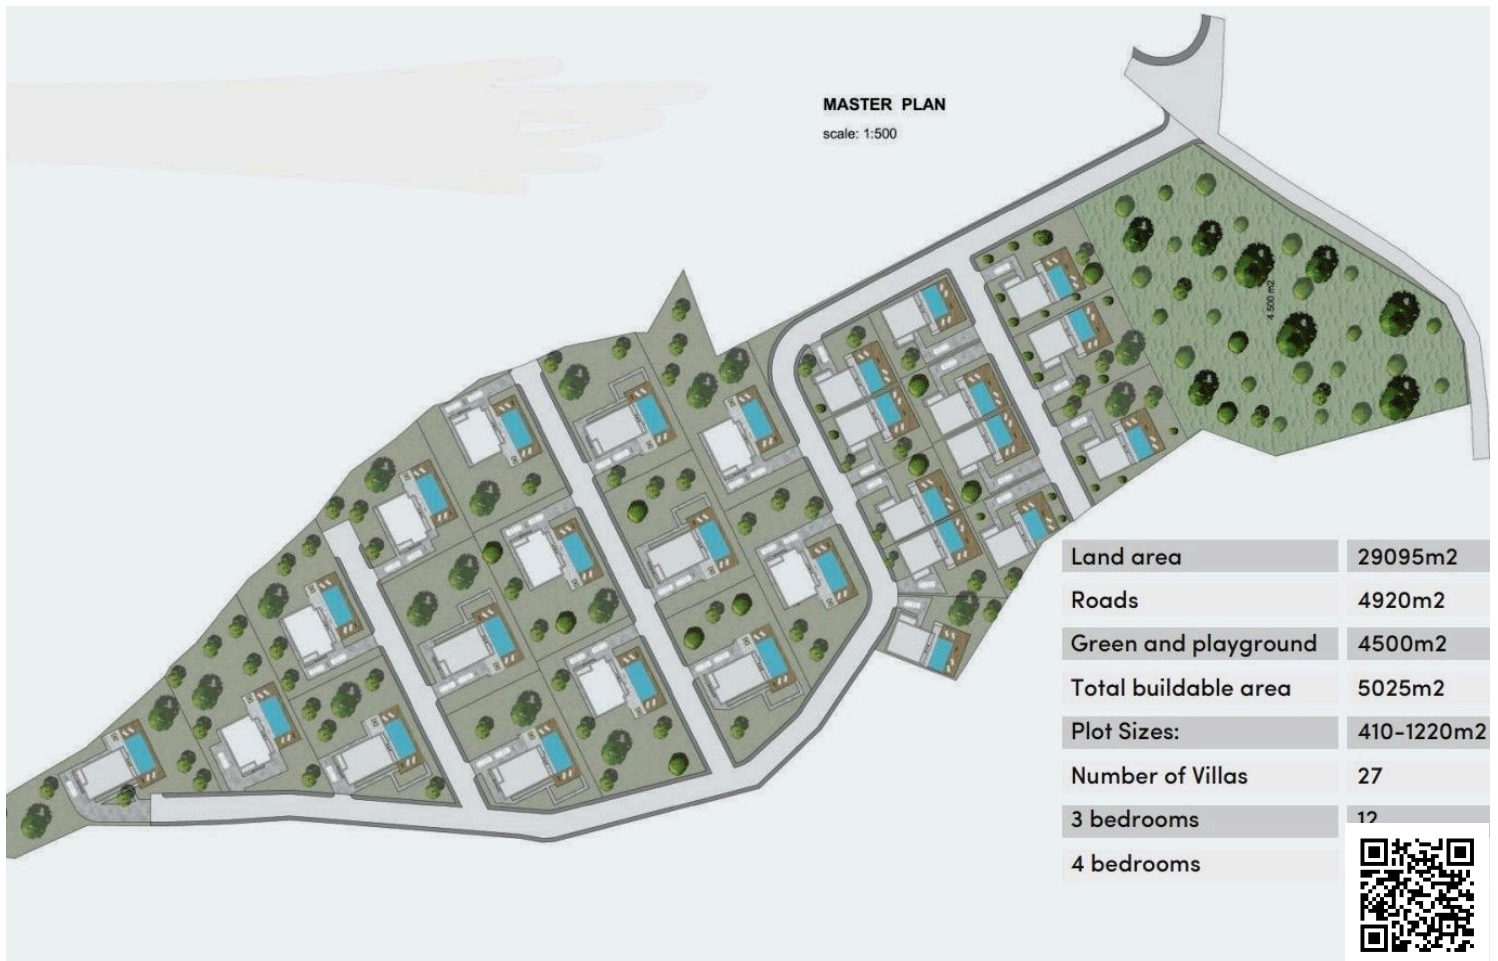 MASTER PLAN
scale: 1:500
4 500 m2
Land area 29095m2
Roads 4920m2
Green and playground 4500m2
Total buildable area 5025m2
Plot Sizes: 410-1220m2
Number of Villas 27
3 bedrooms 12
4 bedrooms